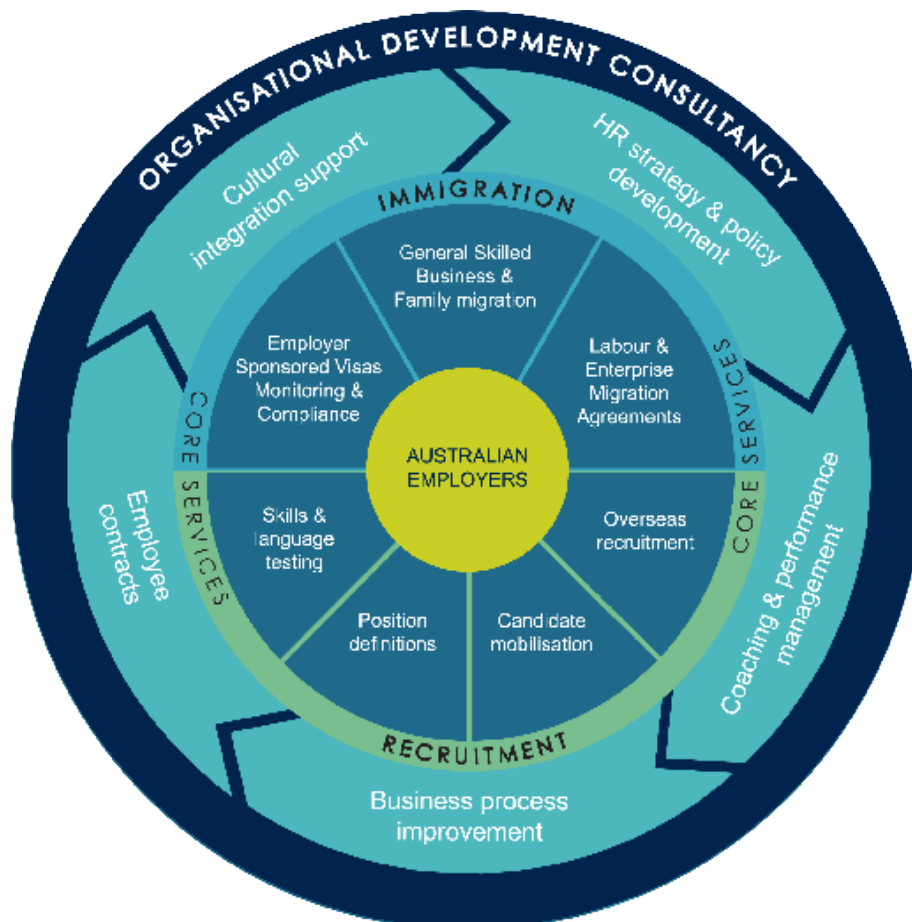 ORGANISATIONAL DEVELOPMENT CONSULTANCY
Cultural
integration support
HR strategy & policy
development
Coaching & performance
management
Business process
improvement
Employee
contracts
IMMIGRATION
CORE SERVICES
General Skilled
Business &
Family migration
Employer
Sponsored Visas
Monitoring &
Compliance
Labour &
Enterprise
Migration
Agreements
AUSTRALIAN
EMPLOYERS
Skills &
language
testing
Position
definitions
Candidate
mobilisation
Overseas
recruitment
CORE SERVICES
RECRUITMENT